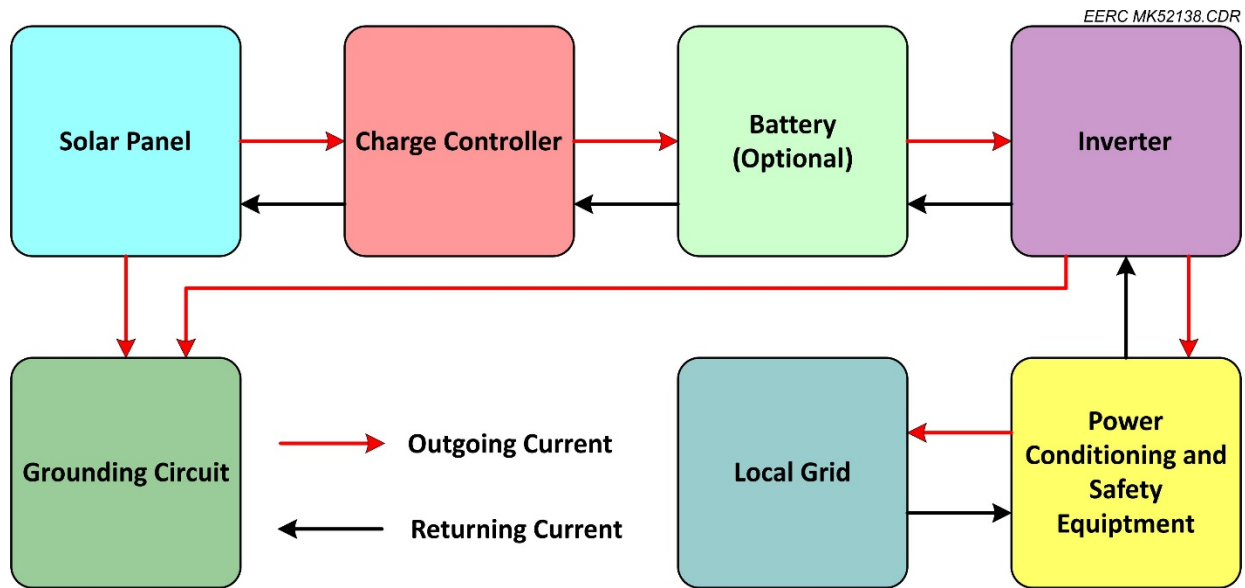 EERC MK52138.CDR
Solar Panel
Charge Controller
Battery
(Optional)
Inverter
Grounding Circuit
Outgoing Current
Returning Current
Local Grid
Power
Conditioning and
Safety
Equiptment